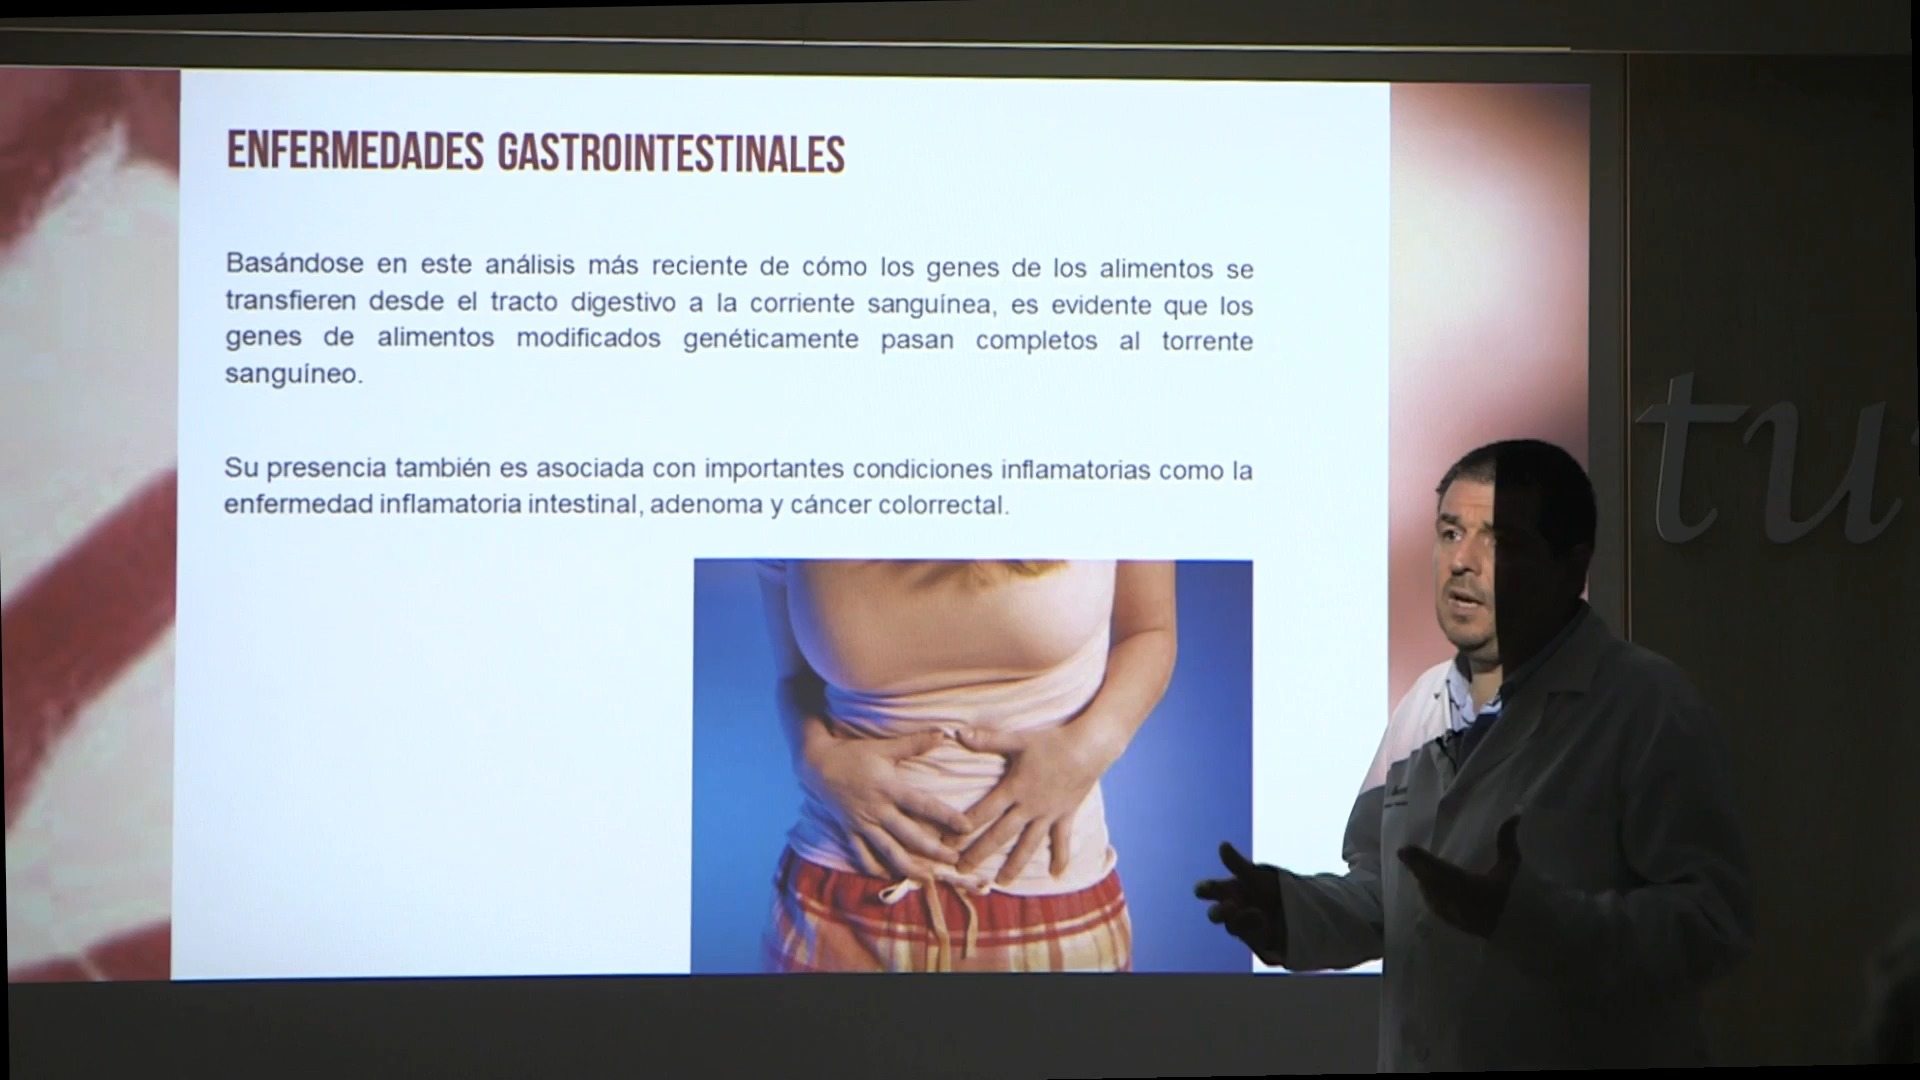 ENFERMEDADES GASTROINTESTINALES
Basándose en este análisis más reciente de cómo los genes de los alimentos se
transfieren desde el tracto digestivo a la corriente sanguínea, es evidente que los
genes de alimentos modificados genéticamente pasan completos al torrente
sanguíneo.
Su presencia también es asociada con importantes condiciones inflamatorias como la
enfermedad inflamatoria intestinal, adenoma y cáncer colorrectal.
tu